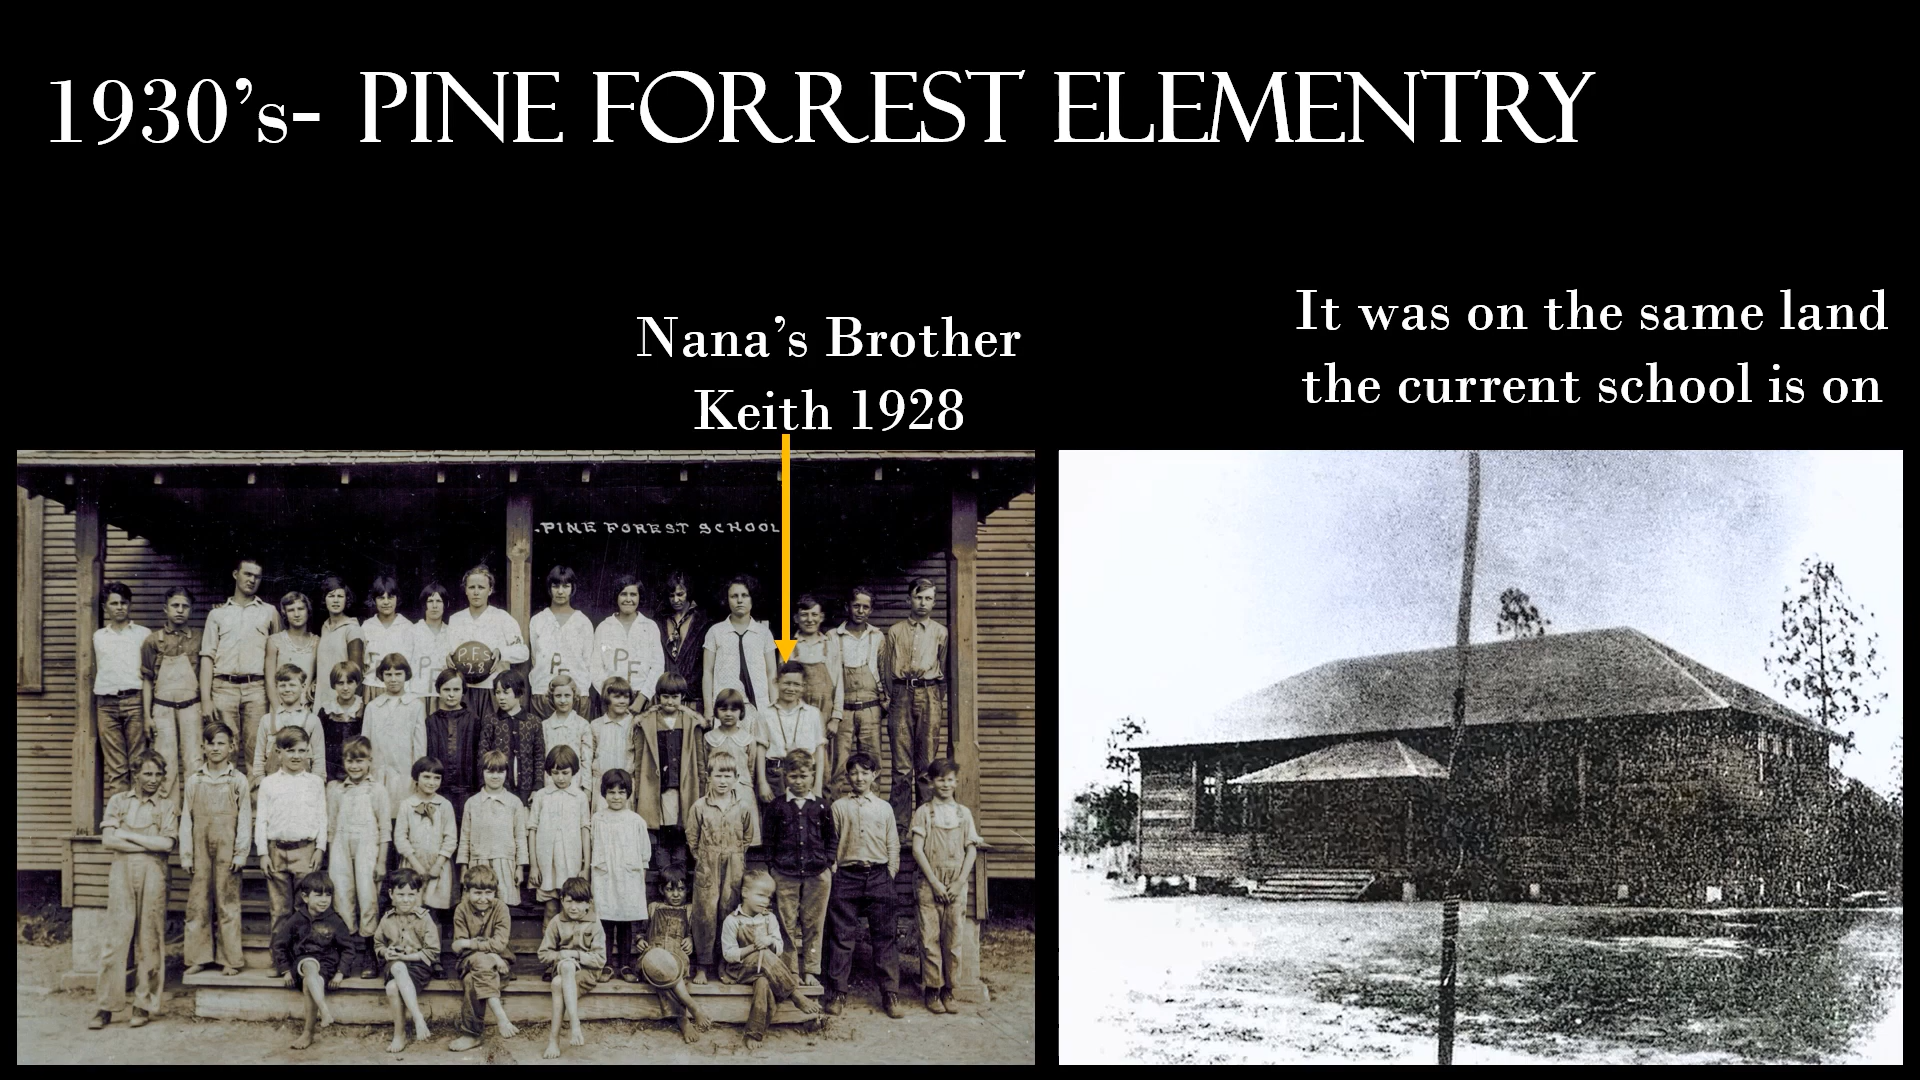 1930's- PINE FORREST ELEMENTRY
Nana's Brother
Keith 1928
It was on the same land
the current school is on
PINE FOREST SCHOOL
P.F.S.
'28
P F
P F